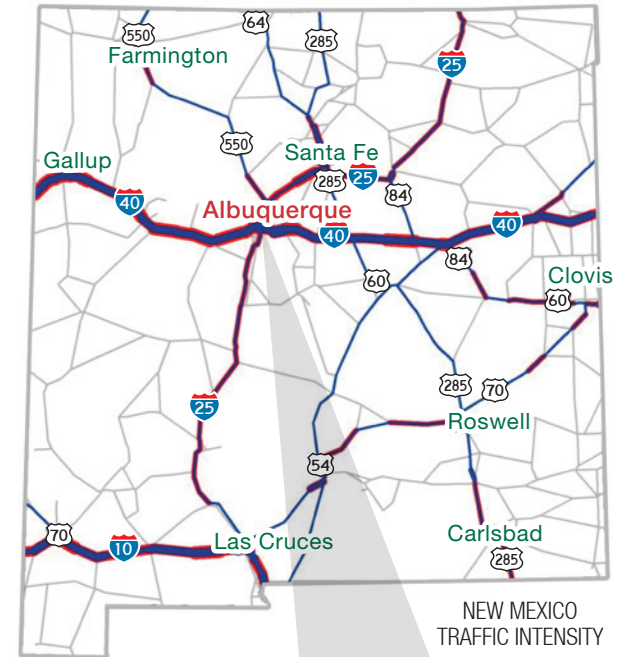 64
550
285
Farmington
25
550
Gallup
Santa Fe
285
25
84
40
Albuquerque
40
40
84
60
Clovis
60
25
285
70
Roswell
54
70
10
Las Cruces
Carlsbad
285
NEW MEXICO
TRAFFIC INTENSITY